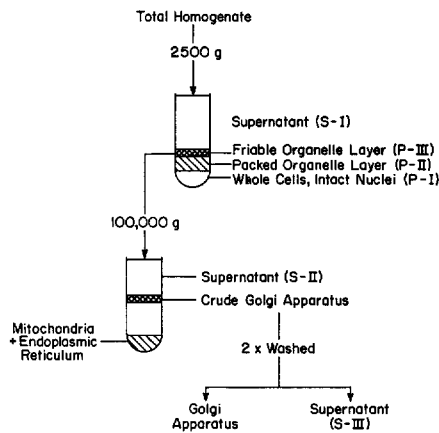 Total Homogenate
2500 g
Supernatant (S-I)
Friable Organelle Layer (P-III)
Packed Organelle Layer (P-II)
Whole Cells, Intact Nuclei (P-I)
100,000 g
Supernatant (S-II)
Crude Golgi Apparatus
Mitochondria
+ Endoplasmic
Reticulum
2 x Washed
Golgi
Apparatus
Supernatant
(S-III)